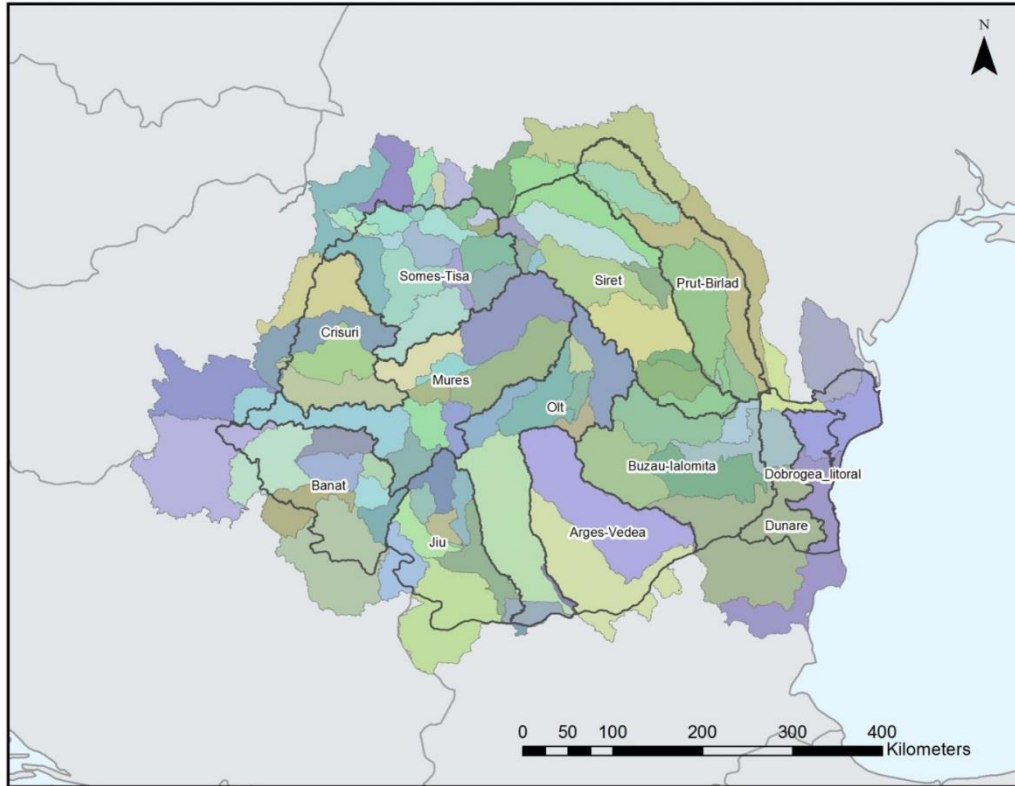 N
Somes-Tisa
Siret
Prut-Birlad
Crisuri
Mures
Olt
Buzau-Ialomita
Dobrogea_litoral
Banat
Dunare
Arges-Vedea
Jiu
0 50 100 200 300 400
Kilometers